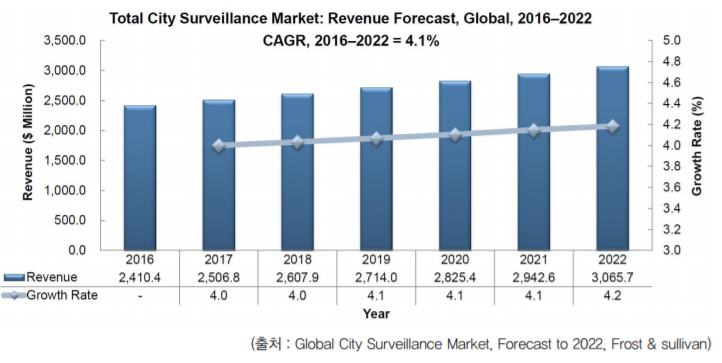 Total City Surveillance Market: Revenue Forecast, Global, 2016–2022
CAGR, 2016–2022 = 4.1%
Revenue ($ Million)
3,500.0
3,000.0
2,500.0
2,000.0
1,500.0
1,000.0
500.0
0.0
5.0
4.8
4.6
4.4
4.2
4.0
3.8
3.6
3.4
3.2
3.0
Growth Rate (%)
2016 2017 2018 2019 2020 2021 2022
Revenue 2,410.4 2,506.8 2,607.9 2,714.0 2,825.4 2,942.6 3,065.7
Growth Rate - 4.0 4.0 4.1 4.1 4.1 4.2
Year
(출처 : Global City Surveillance Market, Forecast to 2022, Frost & sullivan)